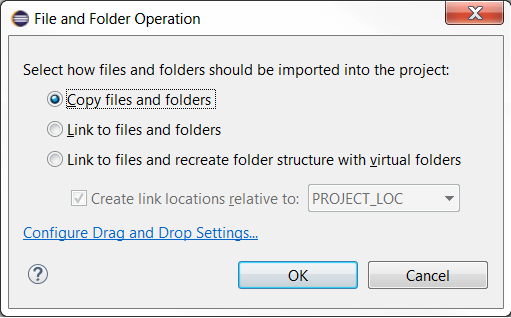 File and Folder Operation
Select how files and folders should be imported into the project:
Copy files and folders
Link to files and folders
Link to files and recreate folder structure with virtual folders
Create link locations relative to: PROJECT_LOC
Configure Drag and Drop Settings...
? OK Cancel